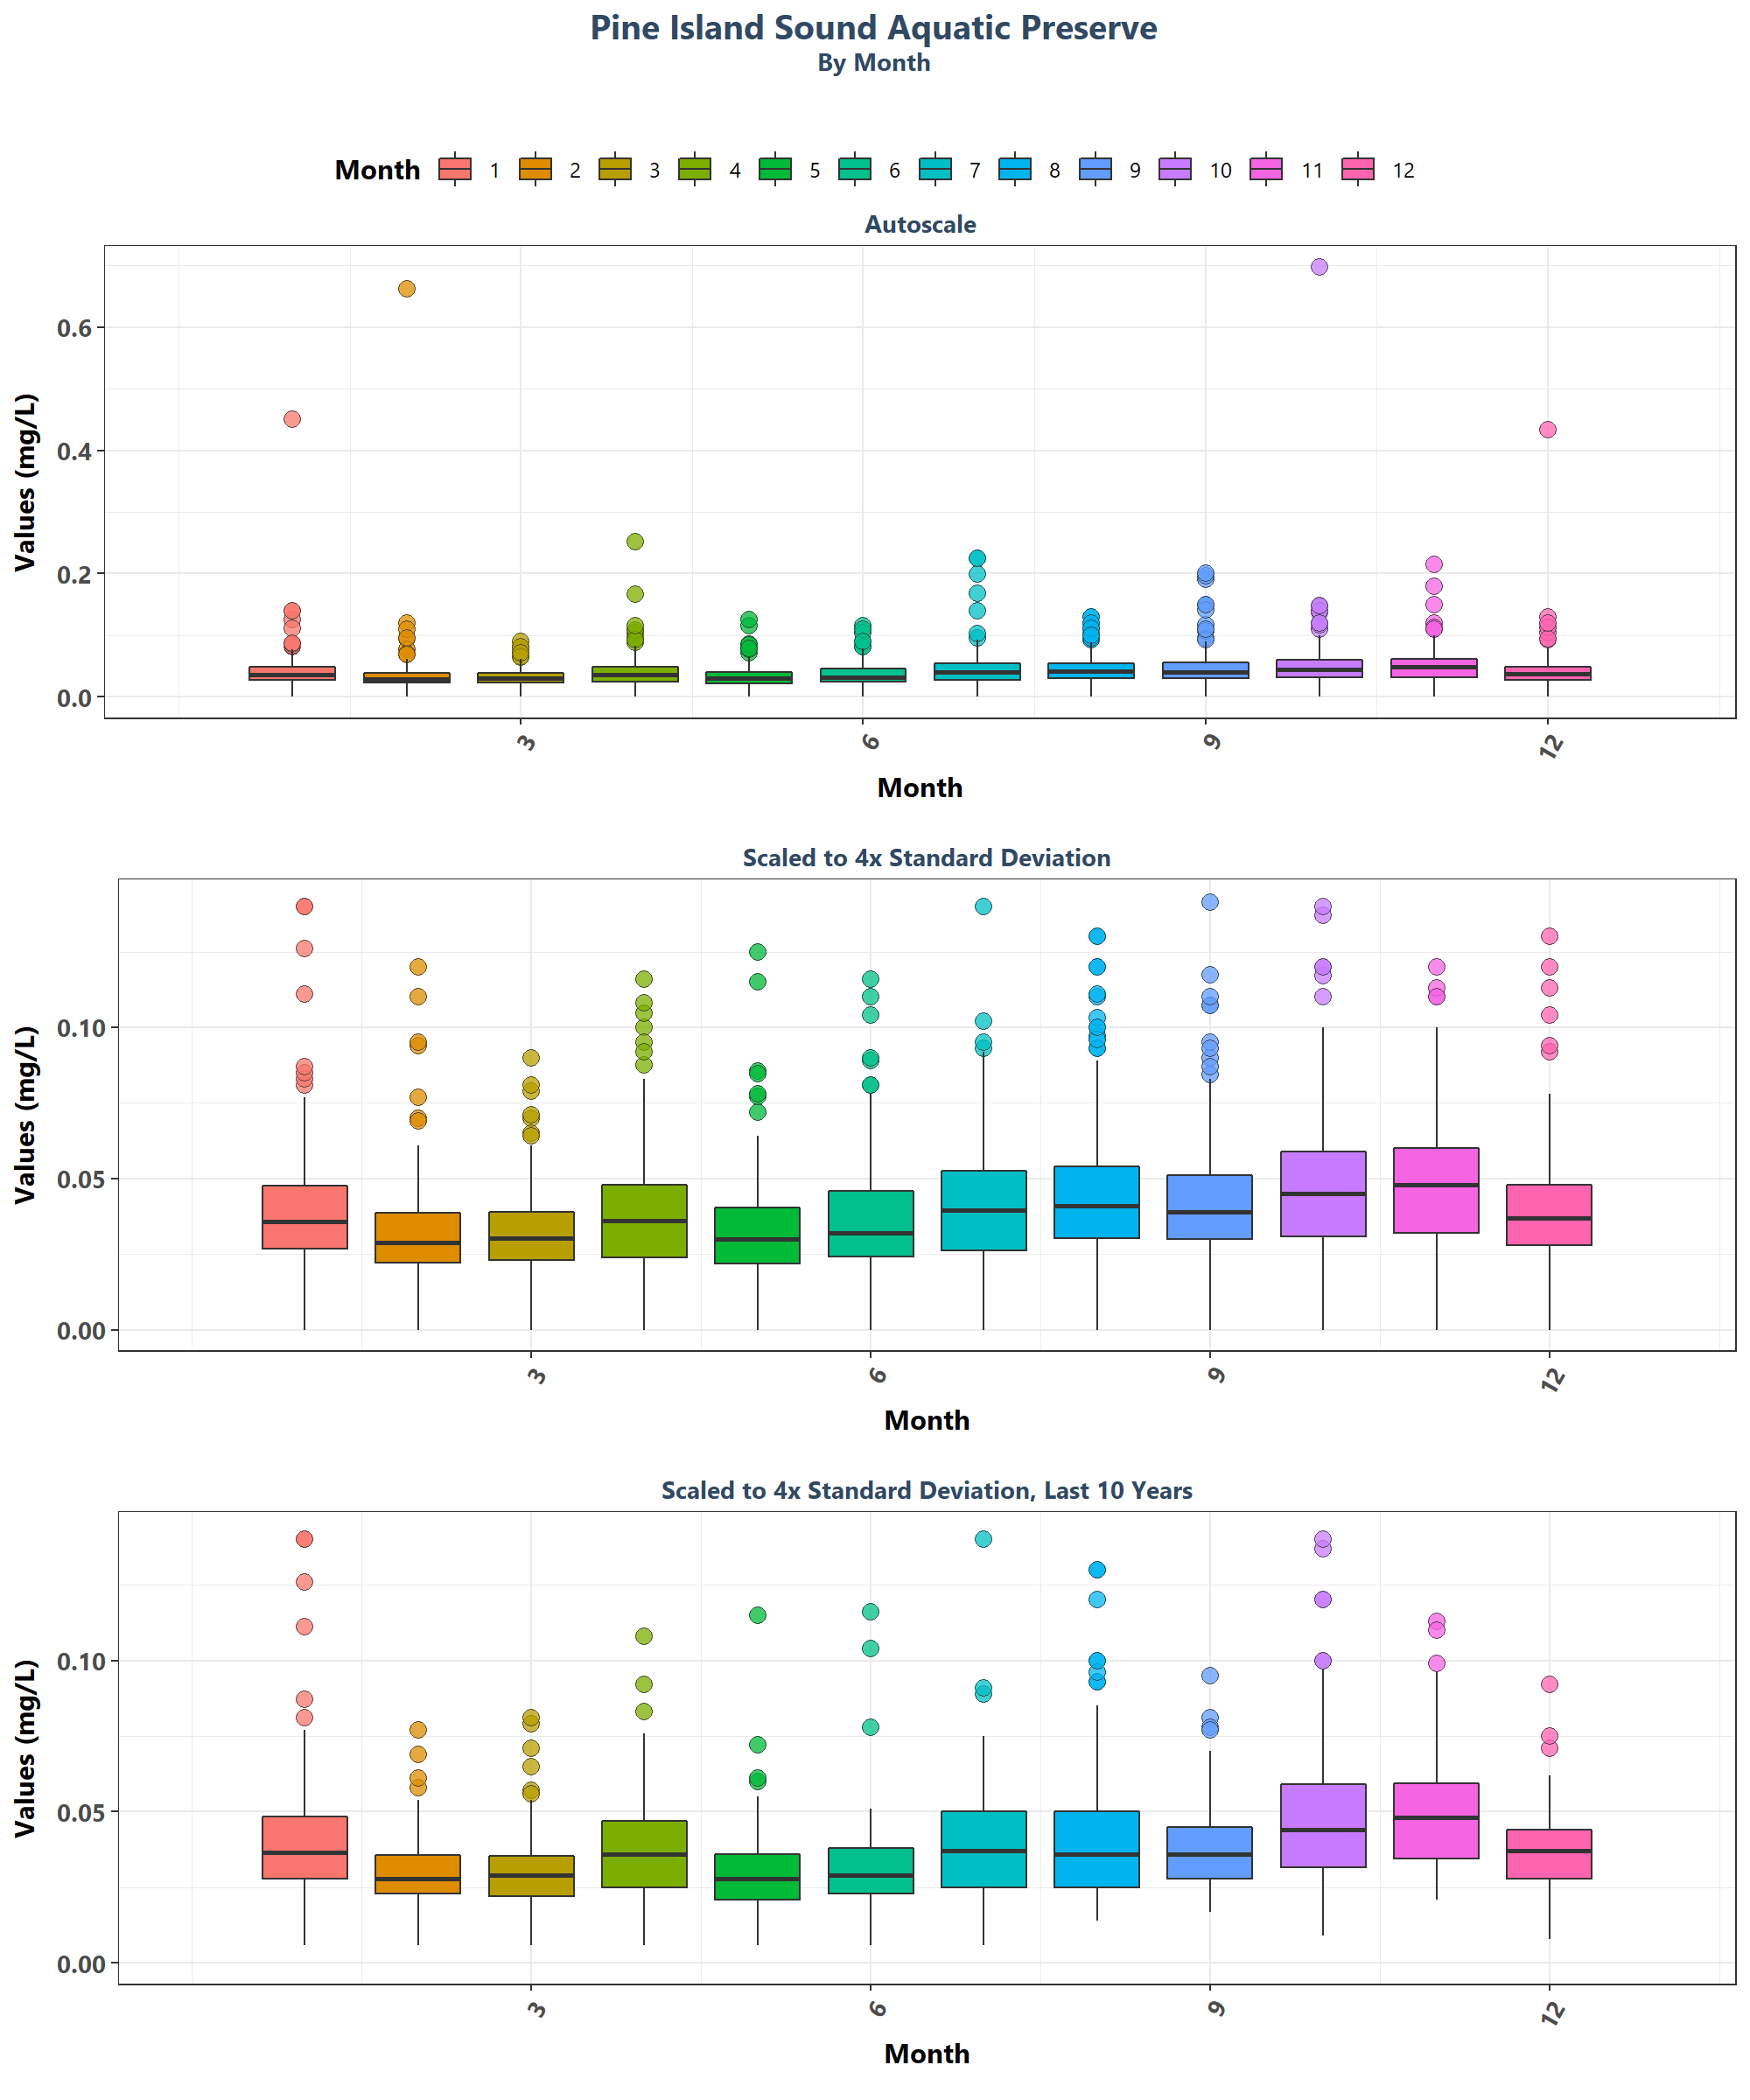 Pine Island Sound Aquatic Preserve
By Month
Month 1 2 3 4 5 6 7 8 9 10 11 12
Autoscale
Values (mg/L)
0.6
0.4
0.2
0.0
3 6 9 12
Month
Scaled to 4x Standard Deviation
Values (mg/L)
0.10
0.05
0.00
3 6 9 12
Month
Scaled to 4x Standard Deviation, Last 10 Years
Values (mg/L)
0.10
0.05
0.00
3 6 9 12
Month